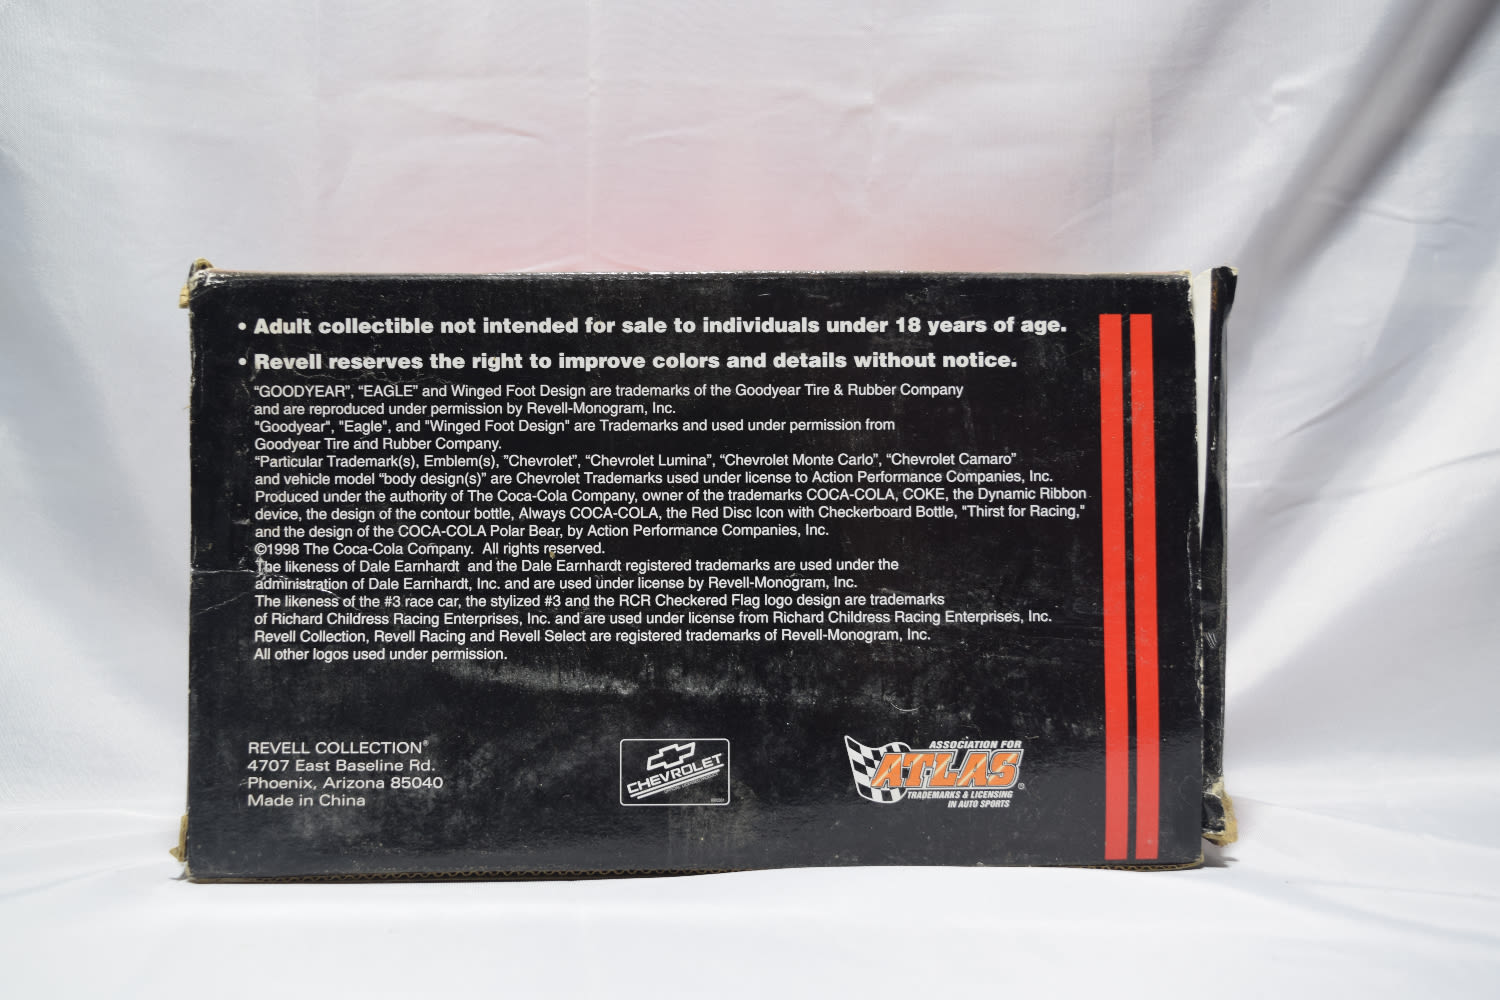 • Adult collectible not intended for sale to individuals under 18 years of age.
• Revell reserves the right to improve colors and details without notice.
“GOODYEAR”, “EAGLE” and Winged Foot Design are trademarks of the Goodyear Tire & Rubber Company
and are reproduced under permission by Revell-Monogram, Inc.
"Goodyear", "Eagle", and "Winged Foot Design" are Trademarks and used under permission from
Goodyear Tire and Rubber Company.
“Particular Trademark(s), Emblem(s), ”Chevrolet”, “Chevrolet Lumina”, “Chevrolet Monte Carlo”, “Chevrolet Camaro”
and vehicle model “body design(s)” are Chevrolet Trademarks used under license to Action Performance Companies, Inc.
Produced under the authority of The Coca-Cola Company, owner of the trademarks COCA-COLA, COKE, the Dynamic Ribbon
device, the design of the contour bottle, Always COCA-COLA, the Red Disc Icon with Checkerboard Bottle, "Thirst for Racing,"
and the design of the COCA-COLA Polar Bear, by Action Performance Companies, Inc.
©1998 The Coca-Cola Company. All rights reserved.
The likeness of Dale Earnhardt and the Dale Earnhardt registered trademarks are used under the
administration of Dale Earnhardt, Inc. and are used under license by Revell-Monogram, Inc.
The likeness of the #3 race car, the stylized #3 and the RCR Checkered Flag logo design are trademarks
of Richard Childress Racing Enterprises, Inc. and are used under license from Richard Childress Racing Enterprises, Inc.
Revell Collection, Revell Racing and Revell Select are registered trademarks of Revell-Monogram, Inc.
All other logos used under permission.
REVELL COLLECTION®
4707 East Baseline Rd.
Phoenix, Arizona 85040
Made in China
CHEVROLET
ASSOCIATION FOR
ATLAS®
TRADEMARKS & LICENSING
IN AUTO SPORTS